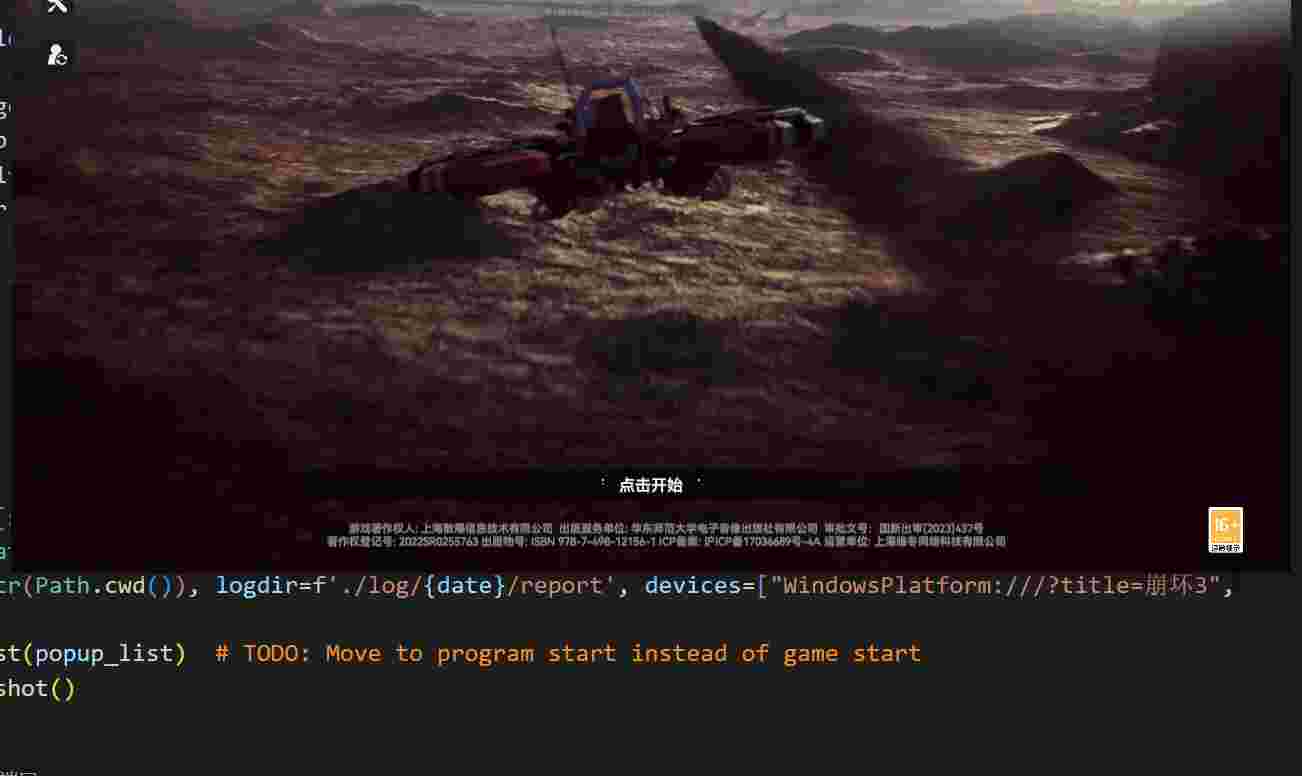 点击开始
16+
游戏著作权人: 上海散爆信息技术有限公司 出版服务单位: 华东师范大学电子音像出版社有限公司 审批文号: 国新出审[2023]437号
著作权登记号: 2022SR0255763 出版物号: ISBN 978-7-498-12156-1 ICP备案: 沪ICP备17036689号-4A 运营单位: 上海暗冬网络科技有限公司
tr(Path.cwd()), logdir=f'./log/{date}/report', devices=["WindowsPlatform:///?title=崩坏3",
st(popup_list) # TODO: Move to program start instead of game start
shot()